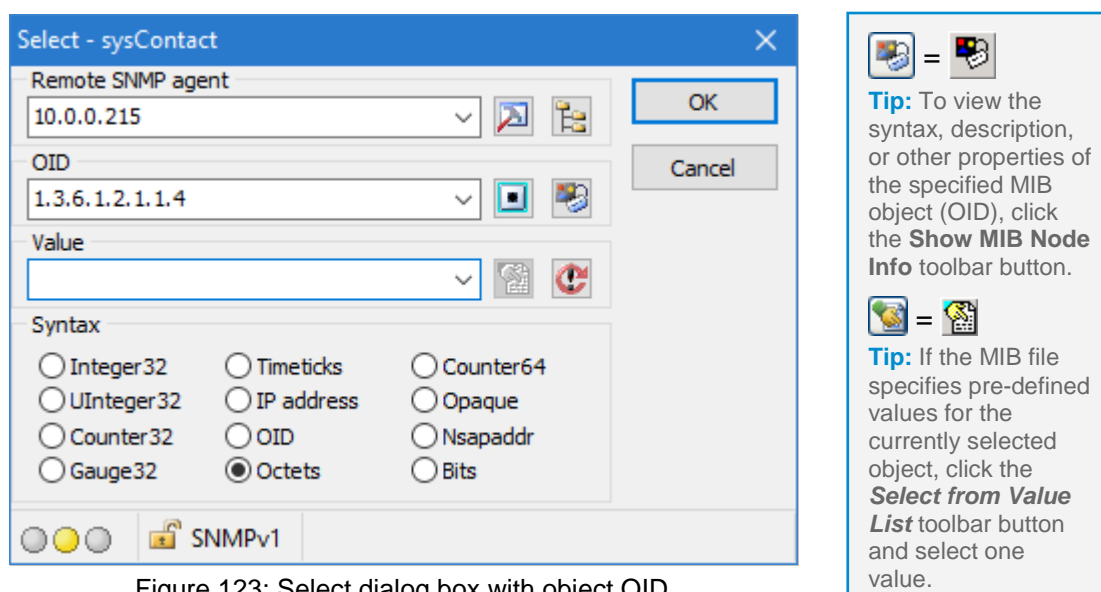 Select - sysContact
Remote SNMP agent
10.0.0.215
OK
OID
1.3.6.1.2.1.1.4
Cancel
Value
Syntax
Integer32
Timeticks
Counter64
UInteger32
IP address
Opaque
Counter32
OID
Nsapaddr
Gauge32
Octets
Bits
SNMPv1
Figure 123: Select dialog box with object OID
=
Tip: To view the
syntax, description,
or other properties of
the specified MIB
object (OID), click
the Show MIB Node
Info toolbar button.
=
Tip: If the MIB file
specifies pre-defined
values for the
currently selected
object, click the
Select from Value
List toolbar button
and select one
value.